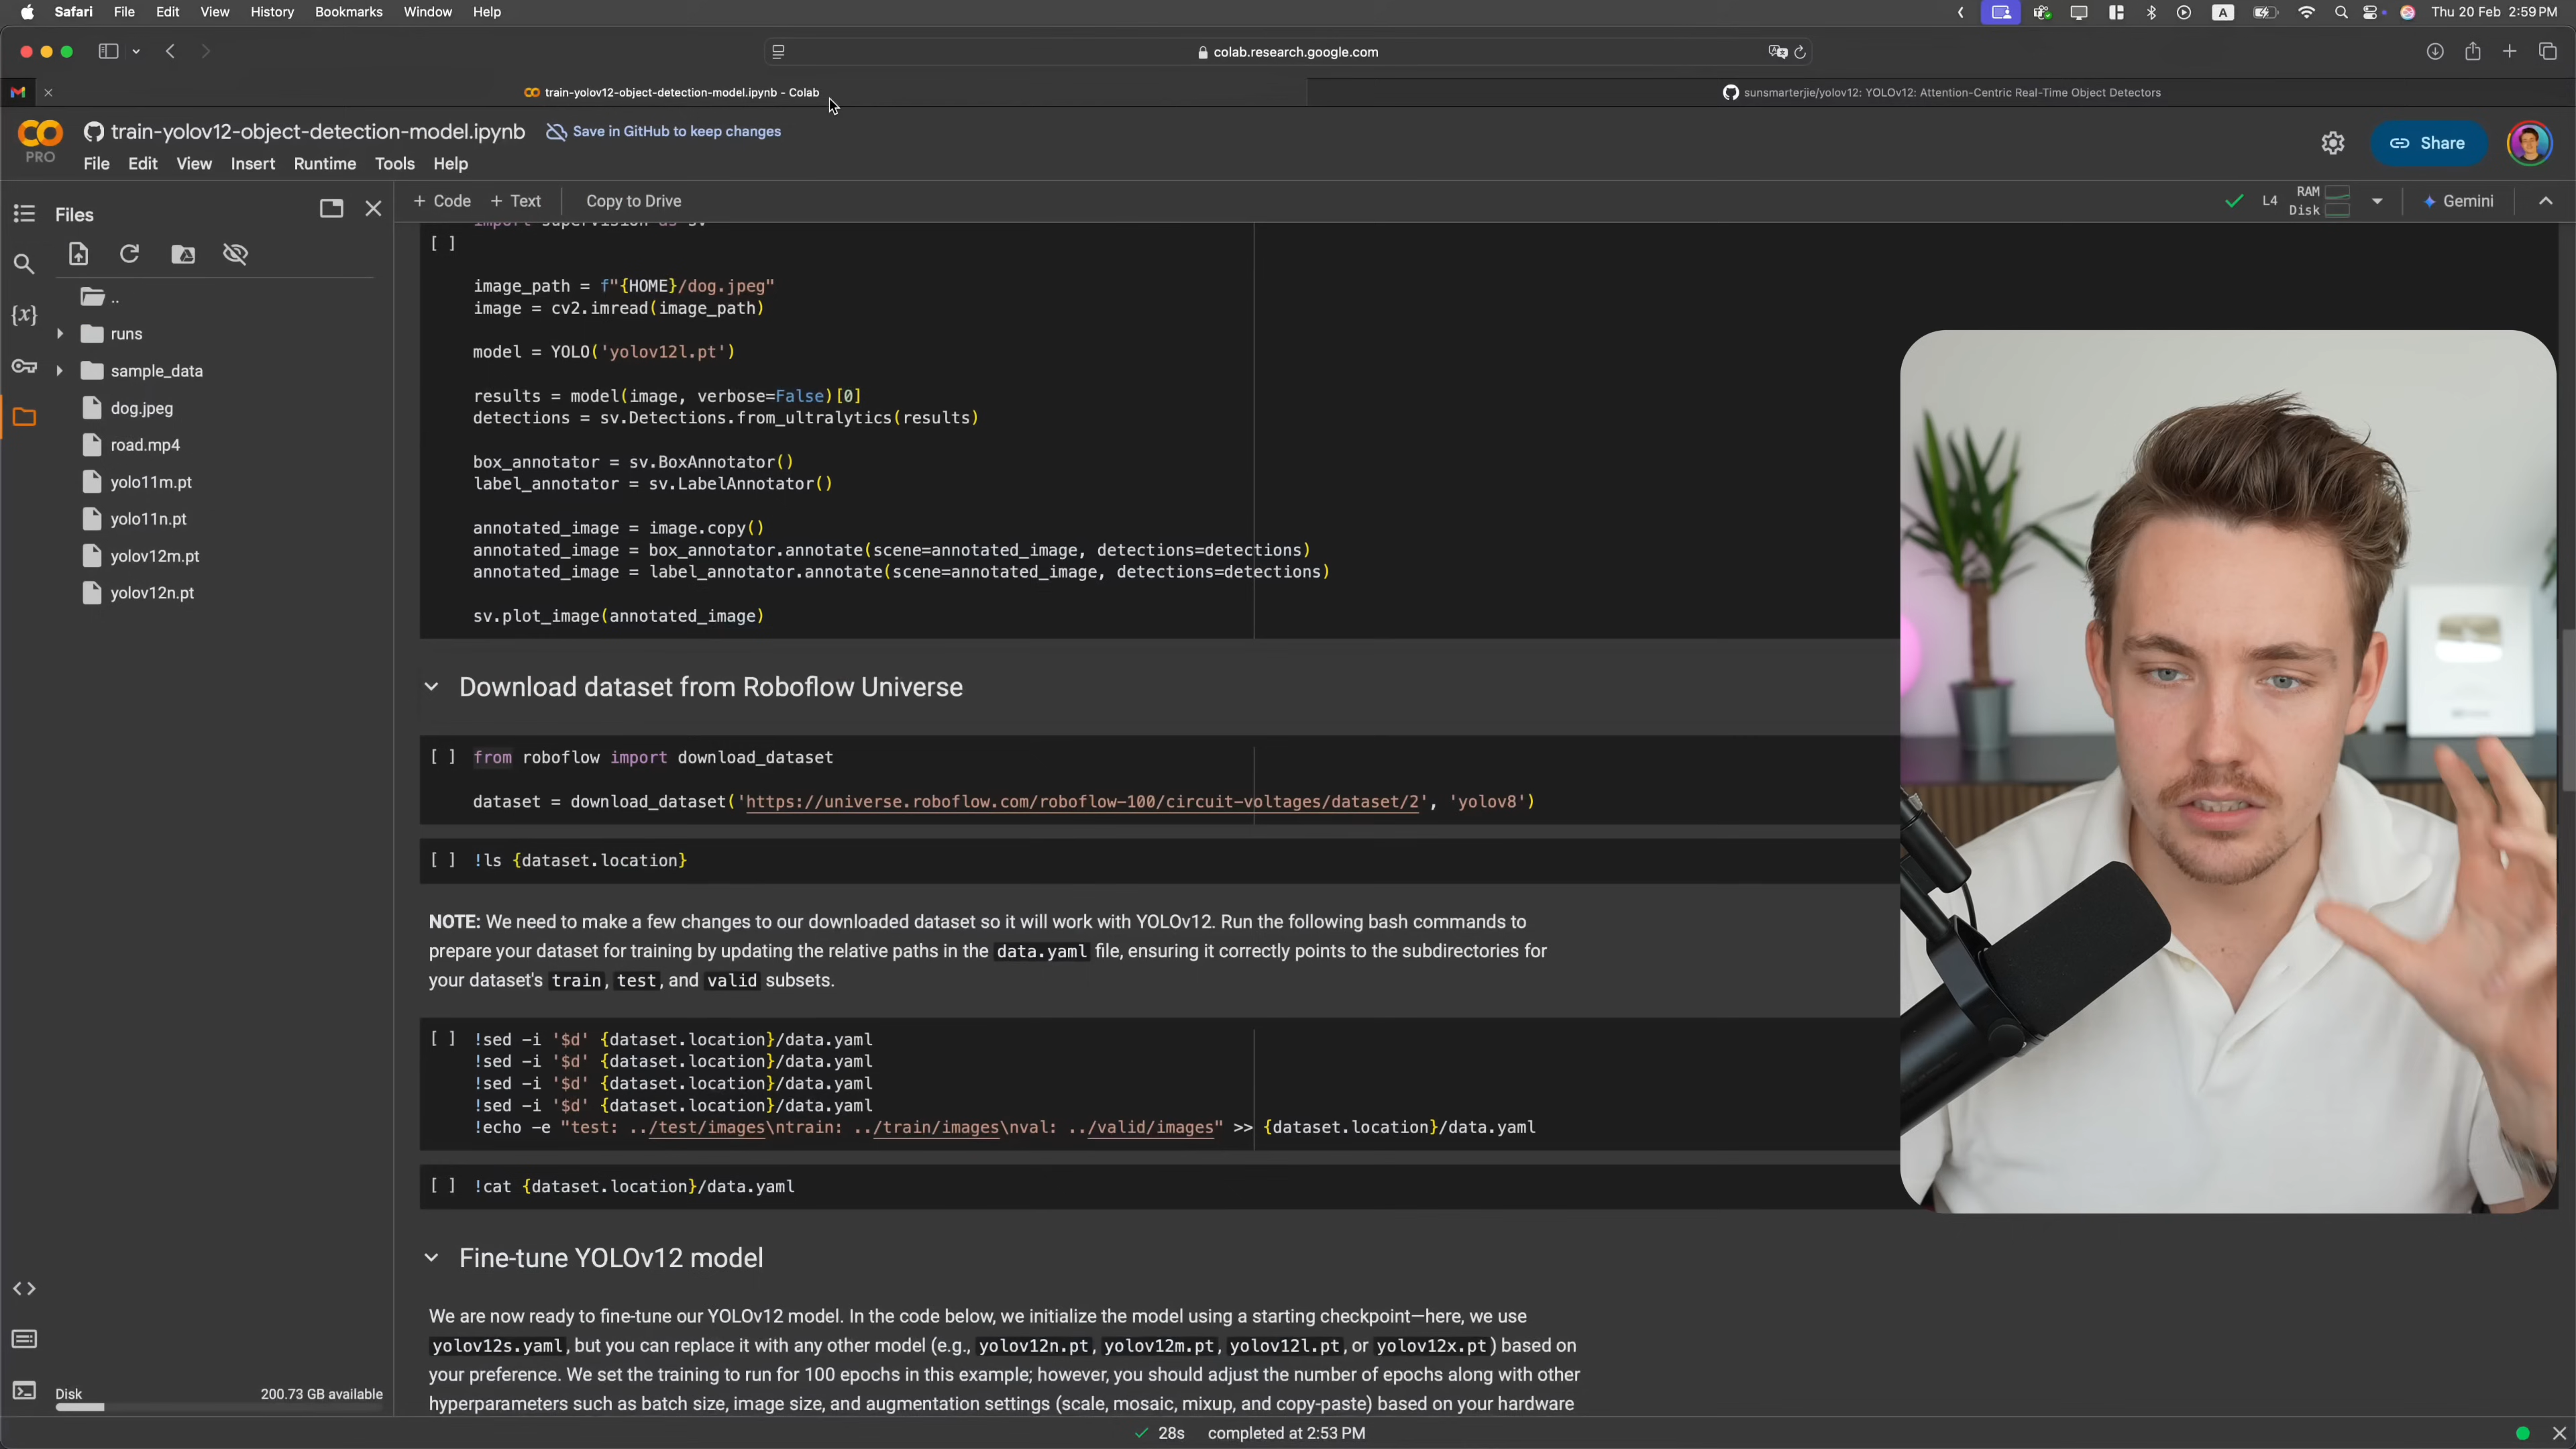 Safari File Edit View History Bookmarks Window Help
A Thu 20 Feb 2:59 PM
colab.research.google.com
train-yolov12-object-detection-model.ipynb - Colab
sunsmarterjie/yolov12: YOLOv12: Attention-Centric Real-Time Object Detectors
CO PRO
train-yolov12-object-detection-model.ipynb Save in GitHub to keep changes
File Edit View Insert Runtime Tools Help
Share
Files
..
runs
sample_data
dog.jpeg
road.mp4
yolo11m.pt
yolo11n.pt
yolov12m.pt
yolov12n.pt
Disk 200.73 GB available
+ Code + Text Copy to Drive
L4 RAM Disk Gemini
import supervision as sv
[ ]
image_path = f"{HOME}/dog.jpeg"
image = cv2.imread(image_path)
model = YOLO('yolov12l.pt')
results = model(image, verbose=False)[0]
detections = sv.Detections.from_ultralytics(results)
box_annotator = sv.BoxAnnotator()
label_annotator = sv.LabelAnnotator()
annotated_image = image.copy()
annotated_image = box_annotator.annotate(scene=annotated_image, detections=detections)
annotated_image = label_annotator.annotate(scene=annotated_image, detections=detections)
sv.plot_image(annotated_image)
Download dataset from Roboflow Universe
[ ] from roboflow import download_dataset
dataset = download_dataset('https://universe.roboflow.com/roboflow-100/circuit-voltages/dataset/2', 'yolov8')
[ ] !ls {dataset.location}
NOTE: We need to make a few changes to our downloaded dataset so it will work with YOLOv12. Run the following bash commands to
prepare your dataset for training by updating the relative paths in the data.yaml file, ensuring it correctly points to the subdirectories for
your dataset's train, test, and valid subsets.
[ ] !sed -i '$d' {dataset.location}/data.yaml
!sed -i '$d' {dataset.location}/data.yaml
!sed -i '$d' {dataset.location}/data.yaml
!sed -i '$d' {dataset.location}/data.yaml
!echo -e "test: ../test/images\ntrain: ../train/images\nval: ../valid/images" >> {dataset.location}/data.yaml
[ ] !cat {dataset.location}/data.yaml
Fine-tune YOLOv12 model
We are now ready to fine-tune our YOLOv12 model. In the code below, we initialize the model using a starting checkpoint—here, we use
yolov12s.yaml, but you can replace it with any other model (e.g., yolov12n.pt, yolov12m.pt, yolov12l.pt, or yolov12x.pt) based on
your preference. We set the training to run for 100 epochs in this example; however, you should adjust the number of epochs along with other
hyperparameters such as batch size, image size, and augmentation settings (scale, mosaic, mixup, and copy-paste) based on your hardware
28s completed at 2:53 PM